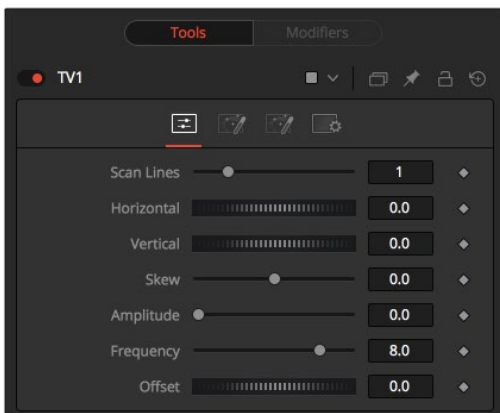 Tools Modifiers
TV1
Scan Lines 1
Horizontal 0.0
Vertical 0.0
Skew 0.0
Amplitude 0.0
Frequency 8.0
Offset 0.0